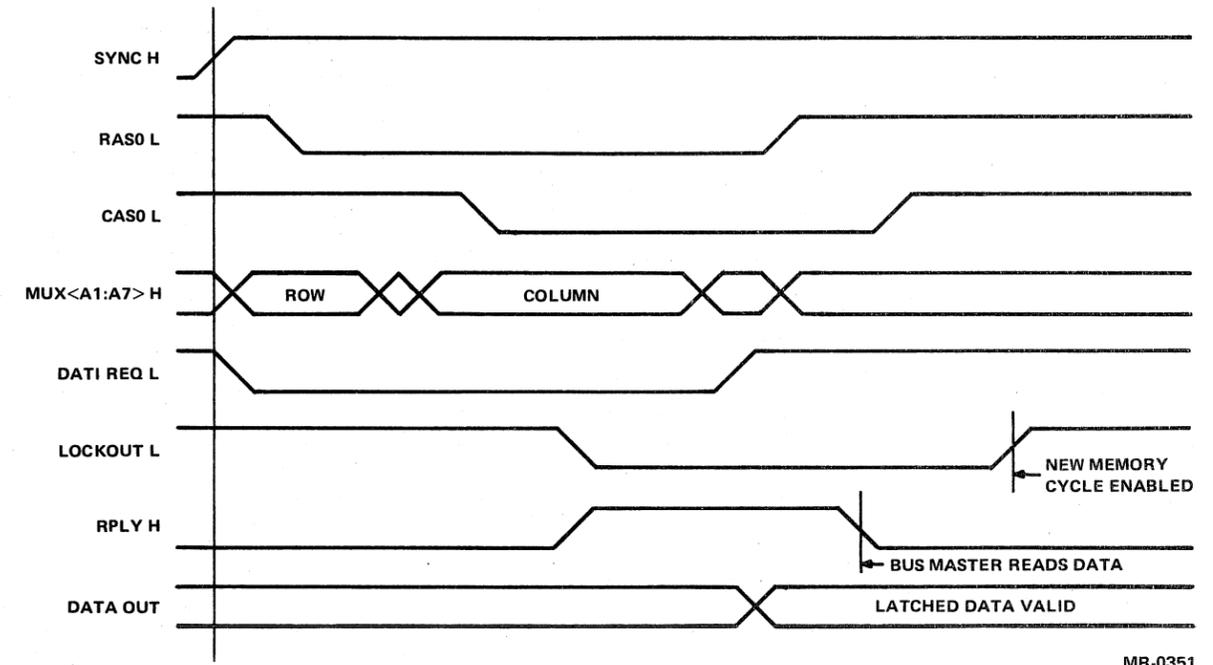 SYNC H
RAS0 L
CAS0 L
MUX<A1:A7> H
ROW
COLUMN
DATI REQ L
LOCKOUT L
NEW MEMORY
CYCLE ENABLED
RPLY H
BUS MASTER READS DATA
DATA OUT
LATCHED DATA VALID
MR-0351